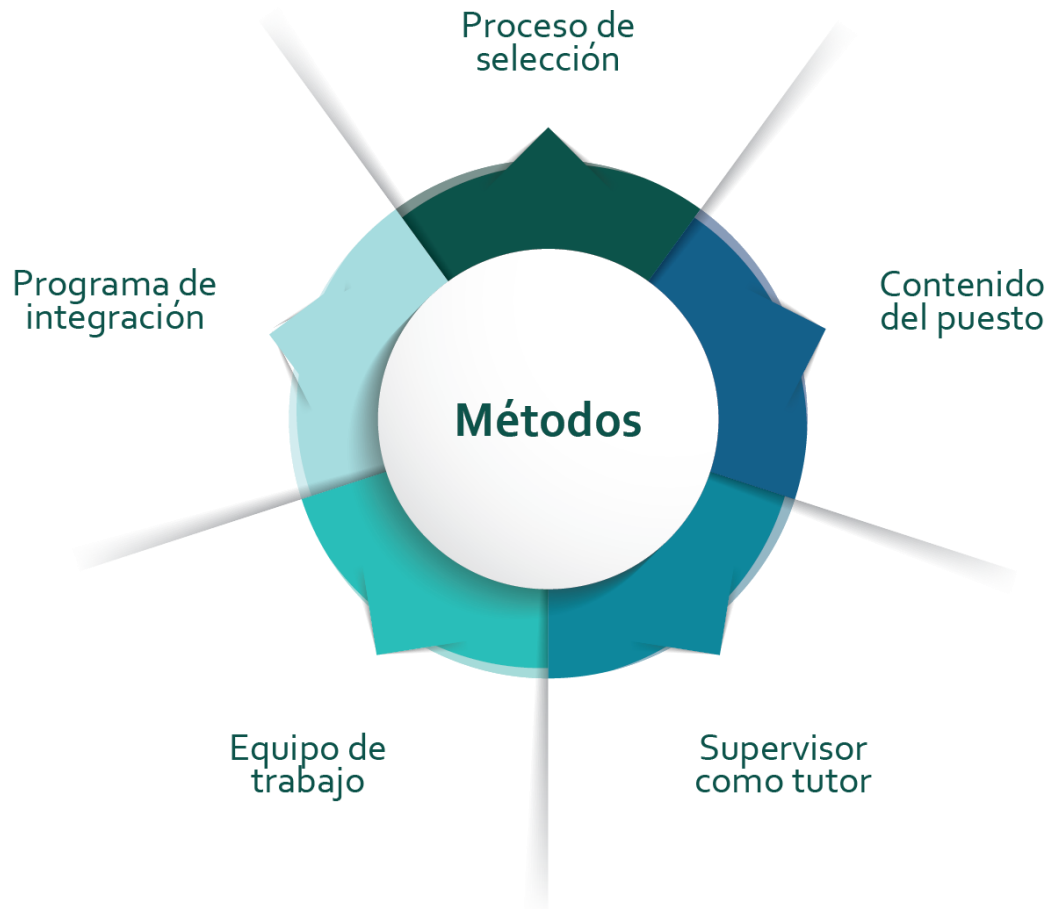 Proceso de
selección
Programa de
integración
Contenido
del puesto
Métodos
Equipo de
trabajo
Supervisor
como tutor